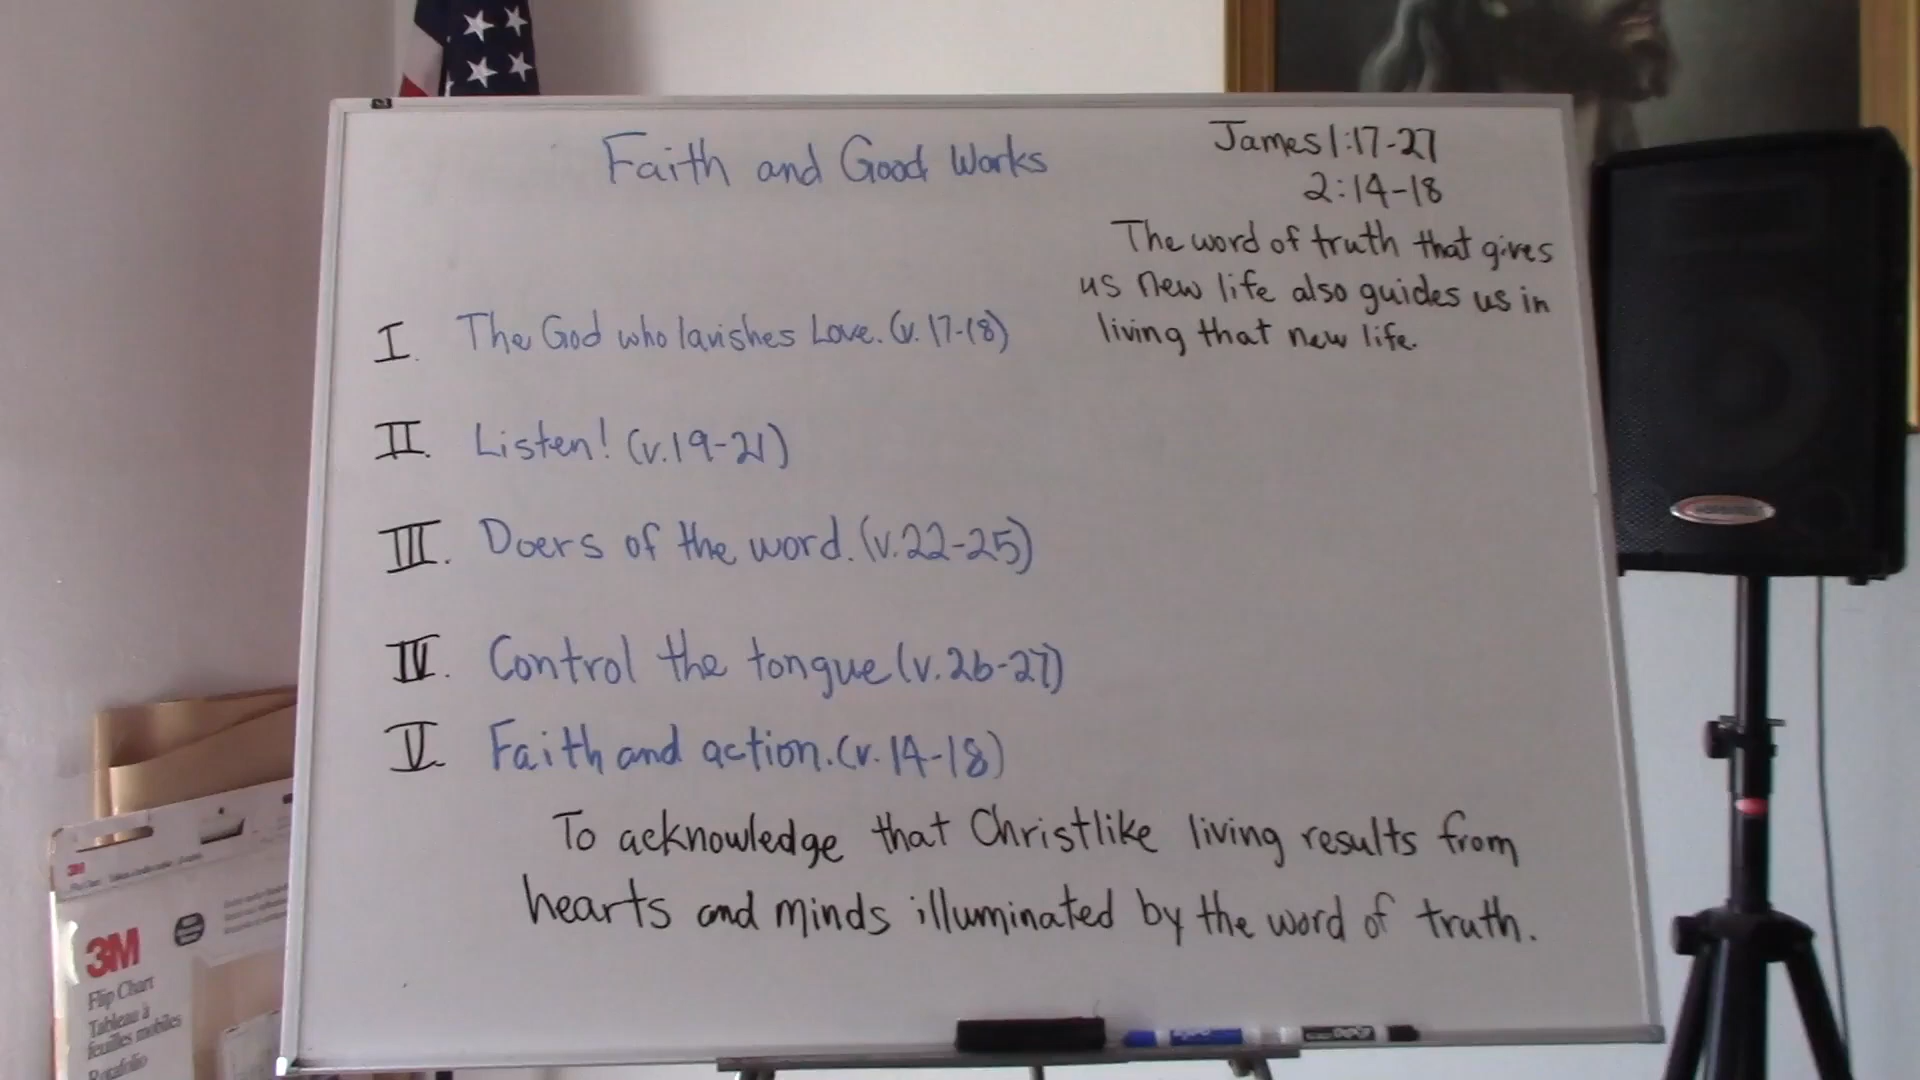 Faith and Good Works
James 1:17-27
2:14-18
The word of truth that gives
us new life also guides us in
living that new life.
I. The God who lavishes Love. (v. 17-18)
II. Listen! (v.19-21)
III. Doers of the word. (v.22-25)
IV. Control the tongue (v.26-27)
V. Faith and action. (v. 14-18)
To acknowledge that Christlike living results from
hearts and minds illuminated by the word of truth.
3M
3M
Flip Chart
Tableau à
feuilles mobiles
Rotafolio
EXPO